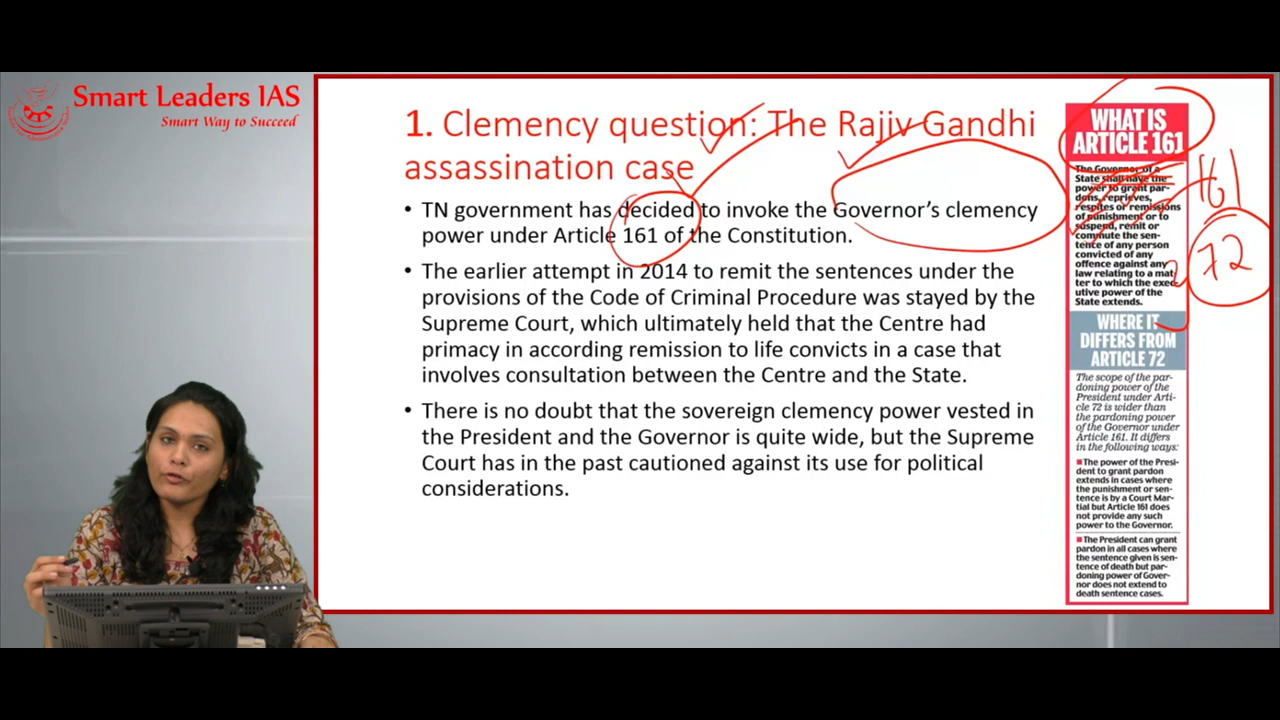 Smart Leaders IAS
Smart Way to Succeed
1. Clemency question: The Rajiv Gandhi
assassination case
• TN government has decided to invoke the Governor's clemency
power under Article 161 of the Constitution.
• The earlier attempt in 2014 to remit the sentences under the
provisions of the Code of Criminal Procedure was stayed by the
Supreme Court, which ultimately held that the Centre had
primacy in according remission to life convicts in a case that
involves consultation between the Centre and the State.
• There is no doubt that the sovereign clemency power vested in
the President and the Governor is quite wide, but the Supreme
Court has in the past cautioned against its use for political
considerations.
WHAT IS
ARTICLE 161
The Governor of a
State shall have the
power to grant par-
dons, reprieves,
respites or remissions
of punishment or to
suspend, remit or
commute the sen-
tence of any person
convicted of any
offence against any
law relating to a mat-
ter to which the exec-
utive power of the
State extends.
WHERE IT
DIFFERS FROM
ARTICLE 72
The scope of the par-
doning power of the
President under Arti-
cle 72 is wider than
the pardoning power
of the Governor under
Article 161. It differs
in the following ways:
■ The power of the Presi-
dent to grant pardon
extends in cases where
the punishment or sen-
tence is by a Court Mar-
tial but Article 161 does
not provide any such
power to the Governor.
■ The President can grant
pardon in all cases where
the sentence given is sen-
tence of death but par-
doning power of Gover-
nor does not extend to
death sentence cases.
161
72